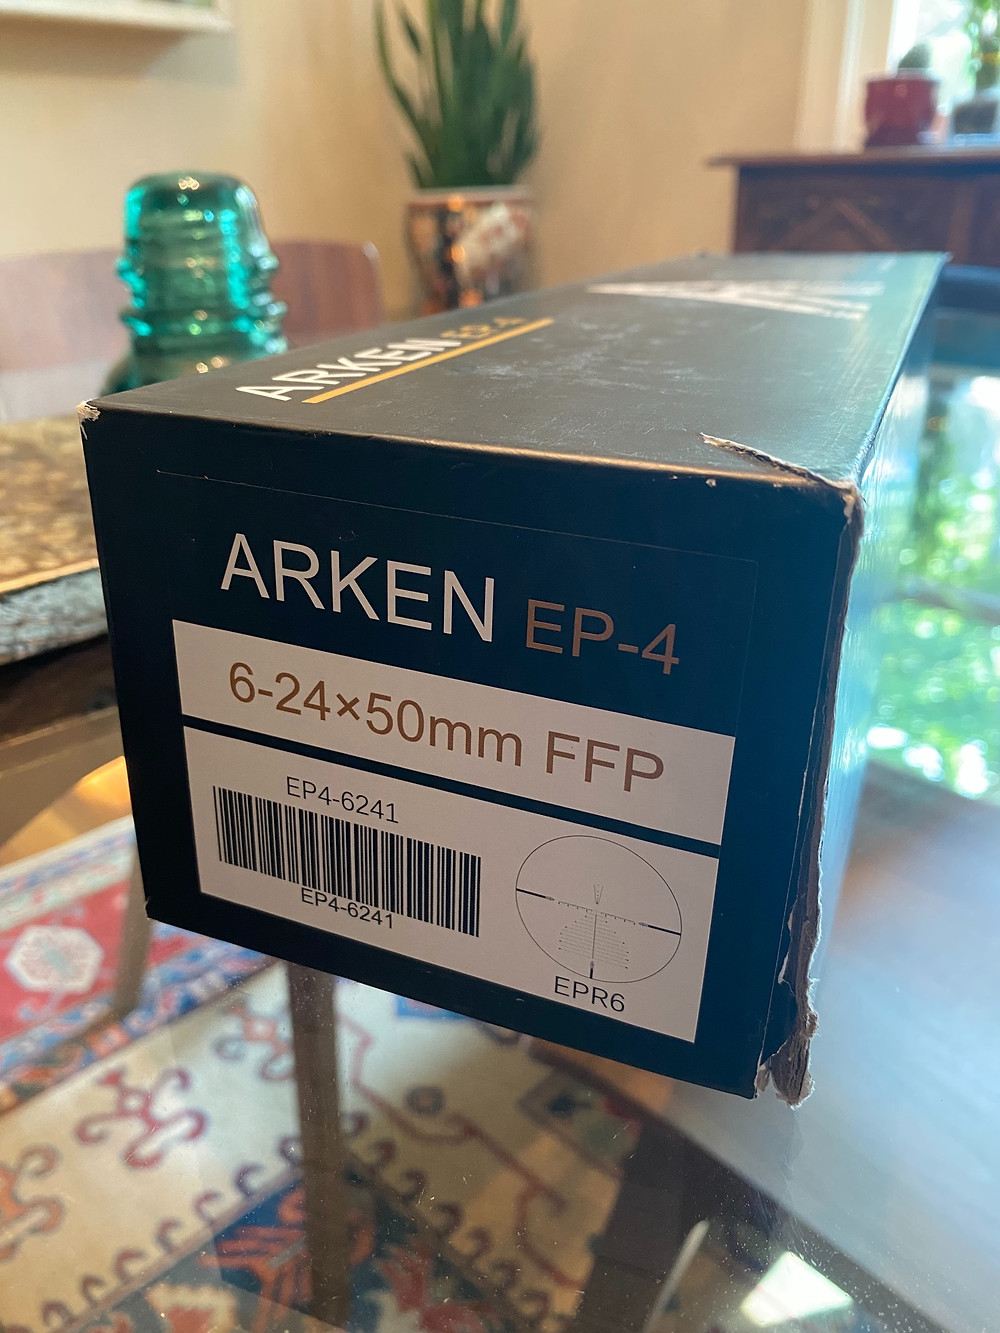 ARKEN EP-4
ARKEN EP-4
6-24×50mm FFP
EP4-6241
EP4-6241
EPR6